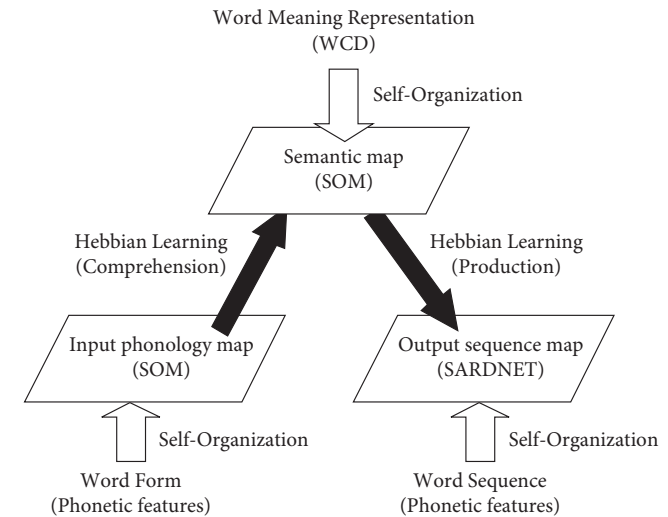 Word Meaning Representation
(WCD)
Self-Organization
Semantic map
(SOM)
Hebbian Learning
(Comprehension)
Hebbian Learning
(Production)
Input phonology map
(SOM)
Output sequence map
(SARDNET)
Self-Organization
Self-Organization
Word Form
(Phonetic features)
Word Sequence
(Phonetic features)